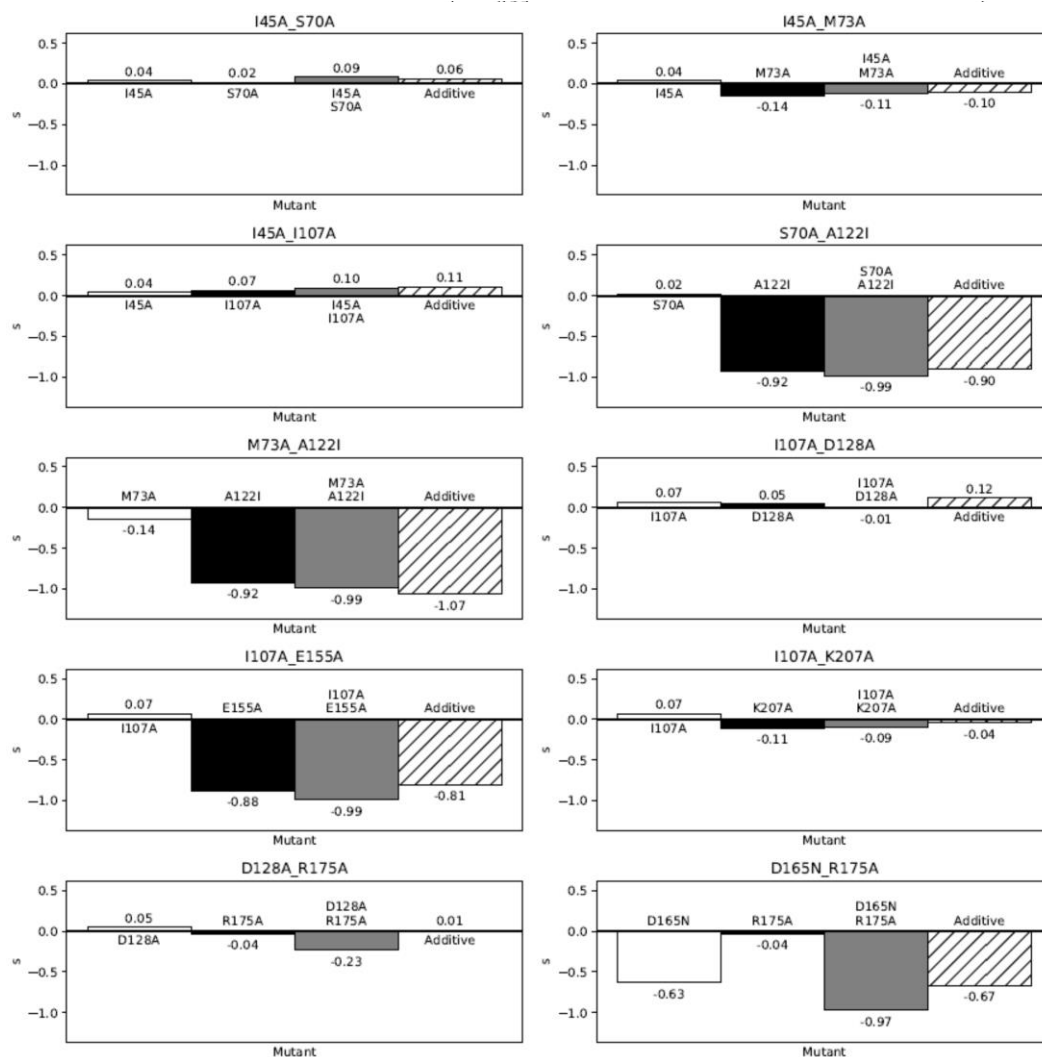 I45A_S70A
0.5
0.0
−0.5
−1.0
s
0.04
0.02
0.09
0.06
I45A
S70A
I45A
S70A
Additive
Mutant
I45A_M73A
0.5
0.0
−0.5
−1.0
s
0.04
M73A
I45A
M73A
Additive
I45A
-0.14
-0.11
-0.10
Mutant
I45A_I107A
0.5
0.0
−0.5
−1.0
s
0.04
0.07
0.10
0.11
I45A
I107A
I45A
I107A
Additive
Mutant
S70A_A122I
0.5
0.0
−0.5
−1.0
s
0.02
A122I
S70A
A122I
Additive
S70A
-0.92
-0.99
-0.90
Mutant
M73A_A122I
0.5
0.0
−0.5
−1.0
s
M73A
A122I
M73A
A122I
Additive
-0.14
-0.92
-0.99
-1.07
Mutant
I107A_D128A
0.5
0.0
−0.5
−1.0
s
0.07
0.05
I107A
D128A
0.12
I107A
D128A
-0.01
Additive
Mutant
I107A_E155A
0.5
0.0
−0.5
−1.0
s
0.07
E155A
I107A
E155A
Additive
I107A
-0.88
-0.99
-0.81
Mutant
I107A_K207A
0.5
0.0
−0.5
−1.0
s
0.07
K207A
I107A
K207A
Additive
I107A
-0.11
-0.09
-0.04
Mutant
D128A_R175A
0.5
0.0
−0.5
−1.0
s
0.05
R175A
D128A
R175A
0.01
D128A
-0.04
-0.23
Additive
Mutant
D165N_R175A
0.5
0.0
−0.5
−1.0
s
D165N
R175A
D165N
R175A
Additive
-0.63
-0.04
-0.97
-0.67
Mutant